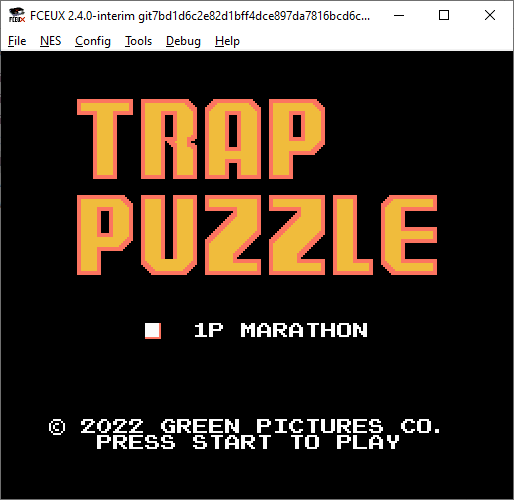 FCEUX 2.4.0-interim git7bd1d6c2e82d1bff4dce897da7816bcd6c...
File NES Config Tools Debug Help
TRAP
PUZZLE
1P MARATHON
© 2022 GREEN PICTURES CO.
PRESS START TO PLAY